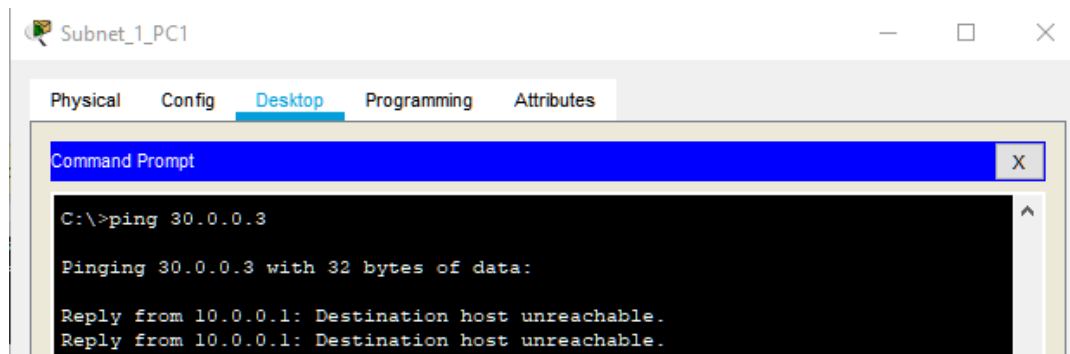 Subnet_1_PC1
Physical Config Desktop Programming Attributes
Command Prompt X
C:\>ping 30.0.0.3
Pinging 30.0.0.3 with 32 bytes of data:
Reply from 10.0.0.1: Destination host unreachable.
Reply from 10.0.0.1: Destination host unreachable.